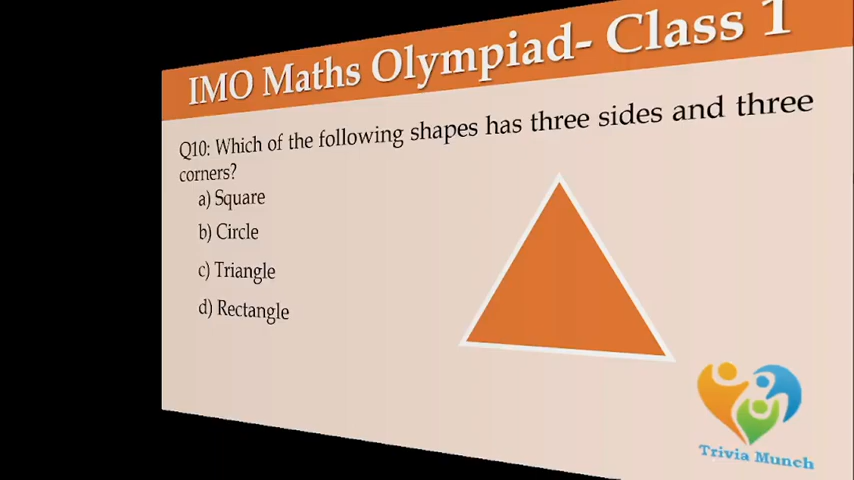 IMO Maths Olympiad- Class 1
Q10: Which of the following shapes has three sides and three
corners?
a) Square
b) Circle
c) Triangle
d) Rectangle
Trivia Munch